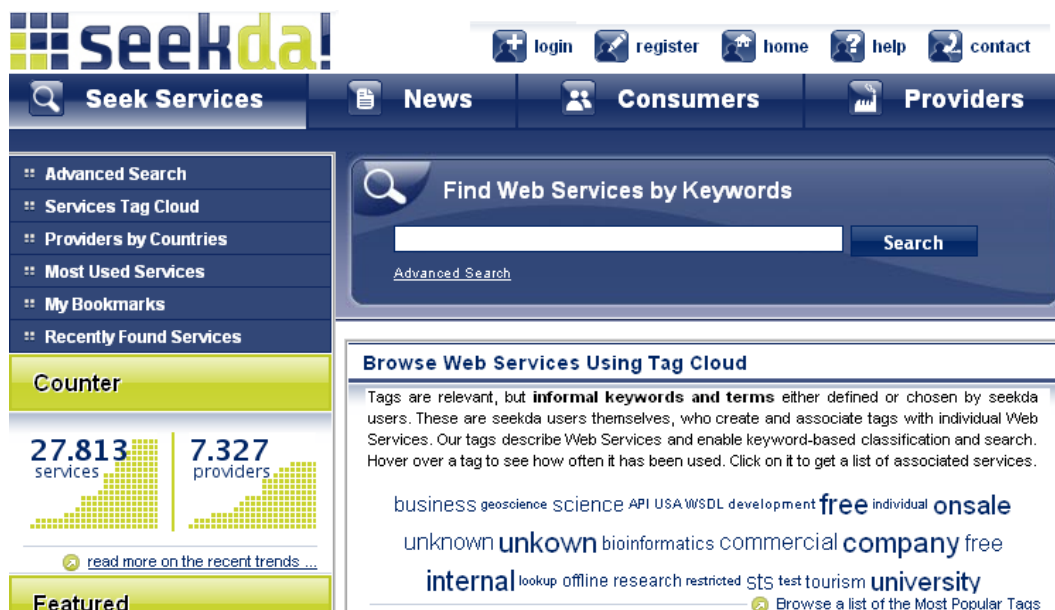 seekda!
login register home help contact
Seek Services News Consumers Providers
Advanced Search
Services Tag Cloud
Providers by Countries
Most Used Services
My Bookmarks
Recently Found Services
Counter
27.813 7.327
services providers
read more on the recent trends ...
Featured
Find Web Services by Keywords
Search
Advanced Search
Browse Web Services Using Tag Cloud
Tags are relevant, but informal keywords and terms either defined or chosen by seekda
users. These are seekda users themselves, who create and associate tags with individual Web
Services. Our tags describe Web Services and enable keyword-based classification and search.
Hover over a tag to see how often it has been used. Click on it to get a list of associated services.
business geoscience science API USA WSDL development free individual onsale
unknown unkown bioinformatics commercial company free
internal lookup offline research restricted sts test tourism university
Browse a list of the Most Popular Tags